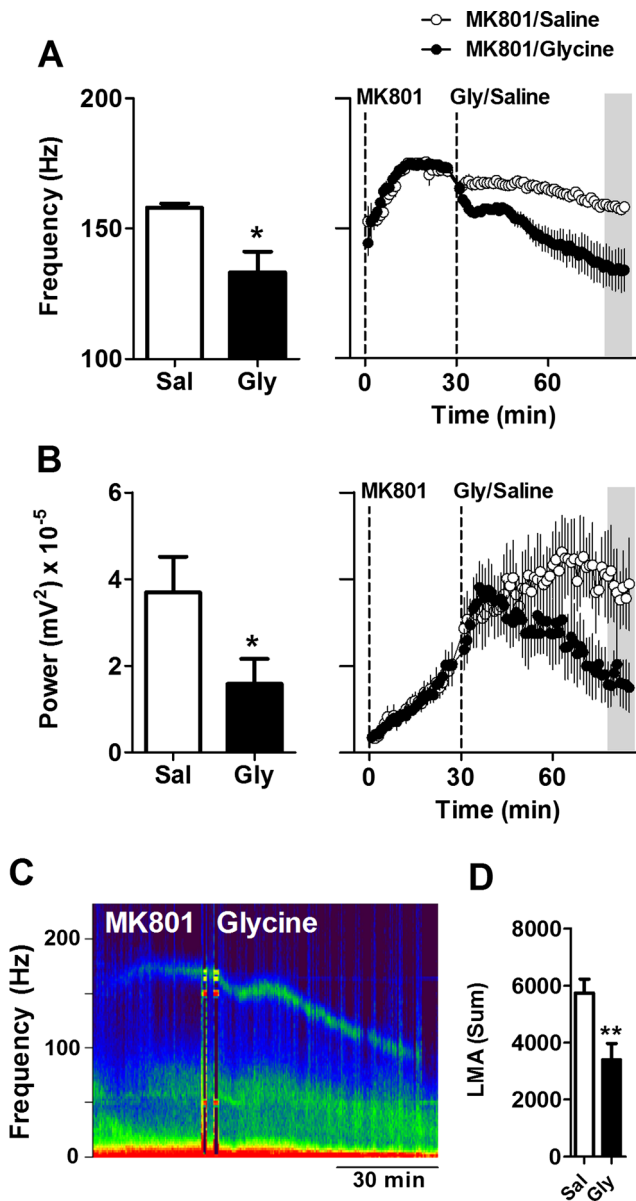 MK801/Saline
MK801/Glycine
A
Frequency (Hz)
200
150
100
*
Sal Gly
MK801 Gly/Saline
0 30 60
Time (min)
B
Power (mV²) x 10⁻⁵
6
4
2
0
*
Sal Gly
MK801 Gly/Saline
0 30 60
Time (min)
C
Frequency (Hz)
200
100
0
MK801 Glycine
30 min
D
LMA (Sum)
8000
6000
4000
2000
0
**
Sal Gly